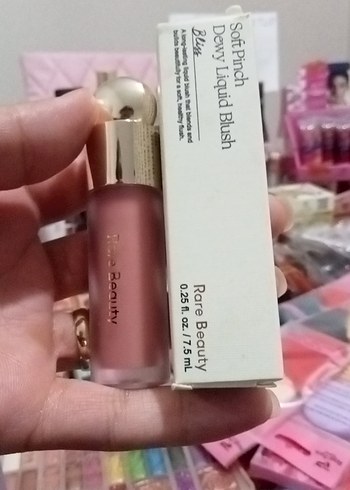 Soft Pinch
Dewy Liquid Blush
Bliss
A long-lasting liquid blush that blends and
builds beautifully for a soft, healthy flush.
Rare Beauty
0.25 fl. oz. / 7.5 mL
Rare Beauty